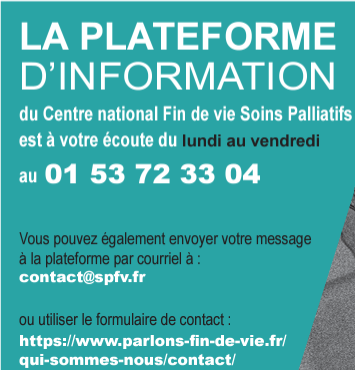 LA PLATEFORME
D'INFORMATION
du Centre national Fin de vie Soins Palliatifs
est à votre écoute du lundi au vendredi
au 01 53 72 33 04
Vous pouvez également envoyer votre message
à la plateforme par courriel à :
contact@spfv.fr
ou utiliser le formulaire de contact :
https://www.parlons-fin-de-vie.fr/
qui-sommes-nous/contact/